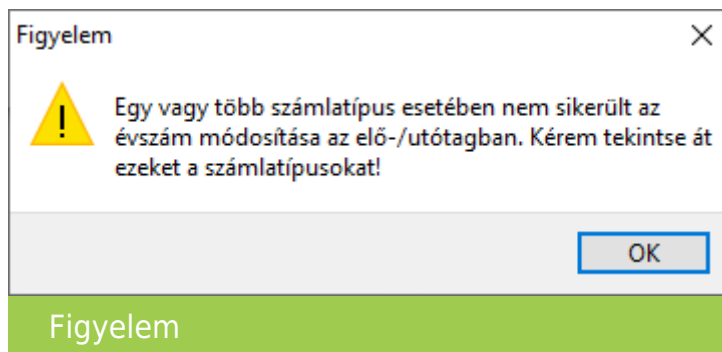 Figyelem
Egy vagy több számlatípus esetében nem sikerült az
évszám módosítása az elő-/utótagban. Kérem tekintse át
ezeket a számlatípusokat!
OK
Figyelem